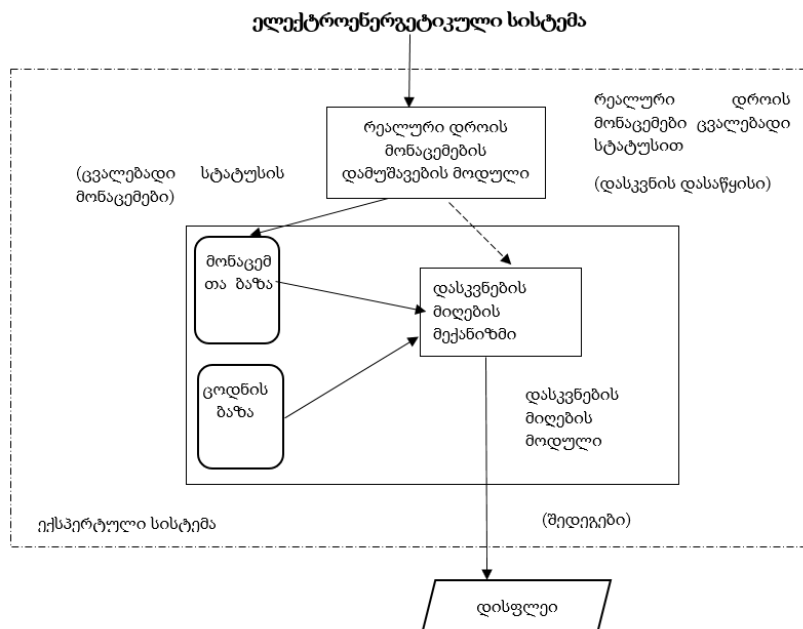 ელექტროენერგეტიკული სისტემა
რეალური დროის
მონაცემების
დამუშავების მოდული
რეალური დროის
მონაცემები ცვალებადი
სტატუსით
(დასკვნის დასაწყისი)
(ცვალებადი სტატუსის
მონაცემები)
მონაცემ
თა ბაზა
დასკვნების
მიღების
მექანიზმი
ცოდნის
ბაზა
დასკვნების
მიღების
მოდული
ექსპერტული სისტემა
(შედეგები)
დისფლეი